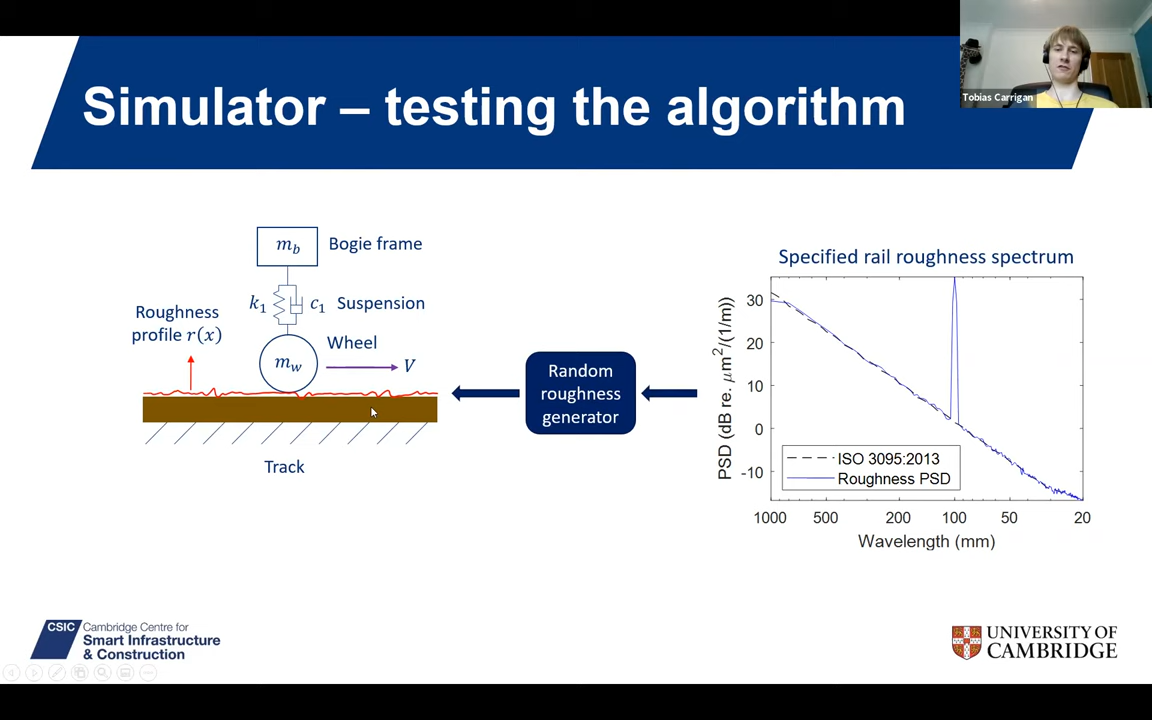 Simulator – testing the algorithm
Tobias Carrigan
m_b
Bogie frame
k_1
c_1
Suspension
Roughness
profile r(x)
Wheel
m_w
V
Track
Random
roughness
generator
Specified rail roughness spectrum
PSD (dB re. μm²/(1/m))
30
20
10
0
-10
ISO 3095:2013
Roughness PSD
1000 500 200 100 50 20
Wavelength (mm)
CSIC
Cambridge Centre for
Smart Infrastructure
& Construction
UNIVERSITY OF
CAMBRIDGE